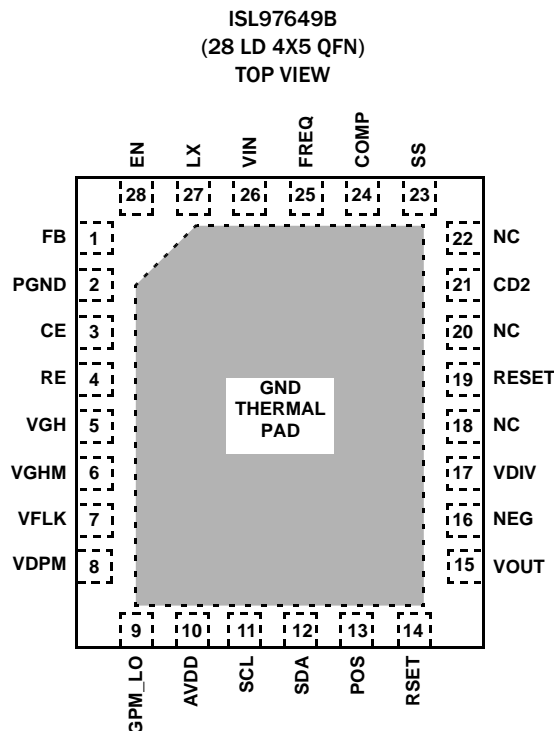 ISL97649B
(28 LD 4X5 QFN)
TOP VIEW
EN
LX
VIN
FREQ
COMP
SS
28
27
26
25
24
23
FB 1
22 NC
PGND 2
21 CD2
CE 3
20 NC
RE 4
19 RESET
VGH 5
18 NC
VGHM 6
17 VDIV
VFLK 7
16 NEG
VDPM 8
15 VOUT
GND
THERMAL
PAD
9
10
11
12
13
14
GPM_LO
AVDD
SCL
SDA
POS
RSET